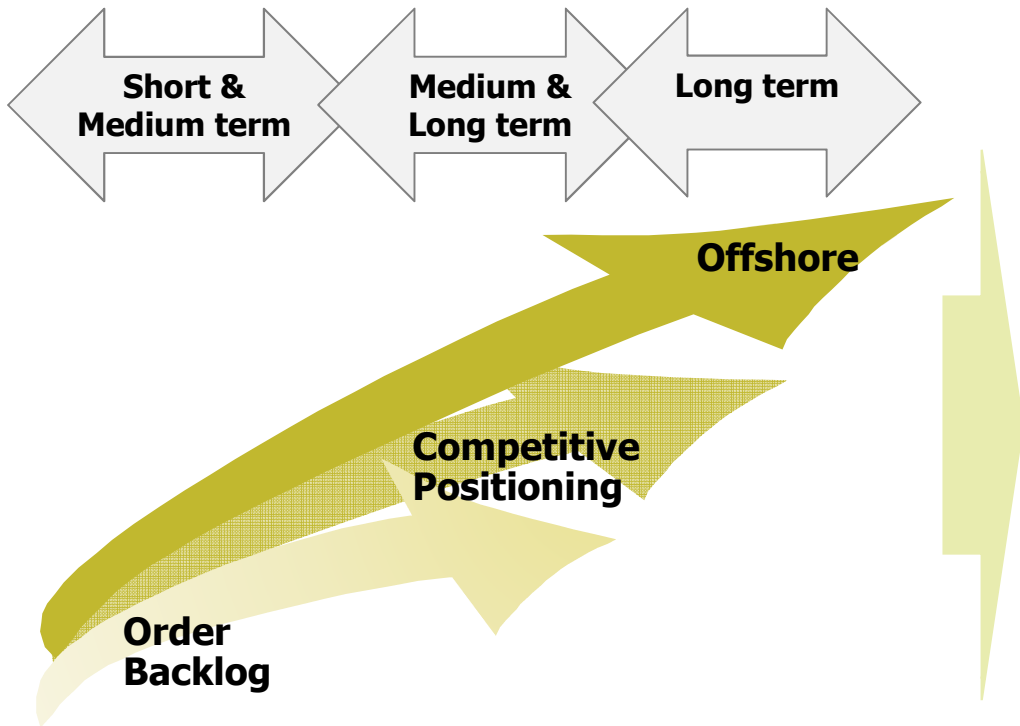 Short &
Medium term
Medium &
Long term
Long term
Offshore
Competitive
Positioning
Order
Backlog